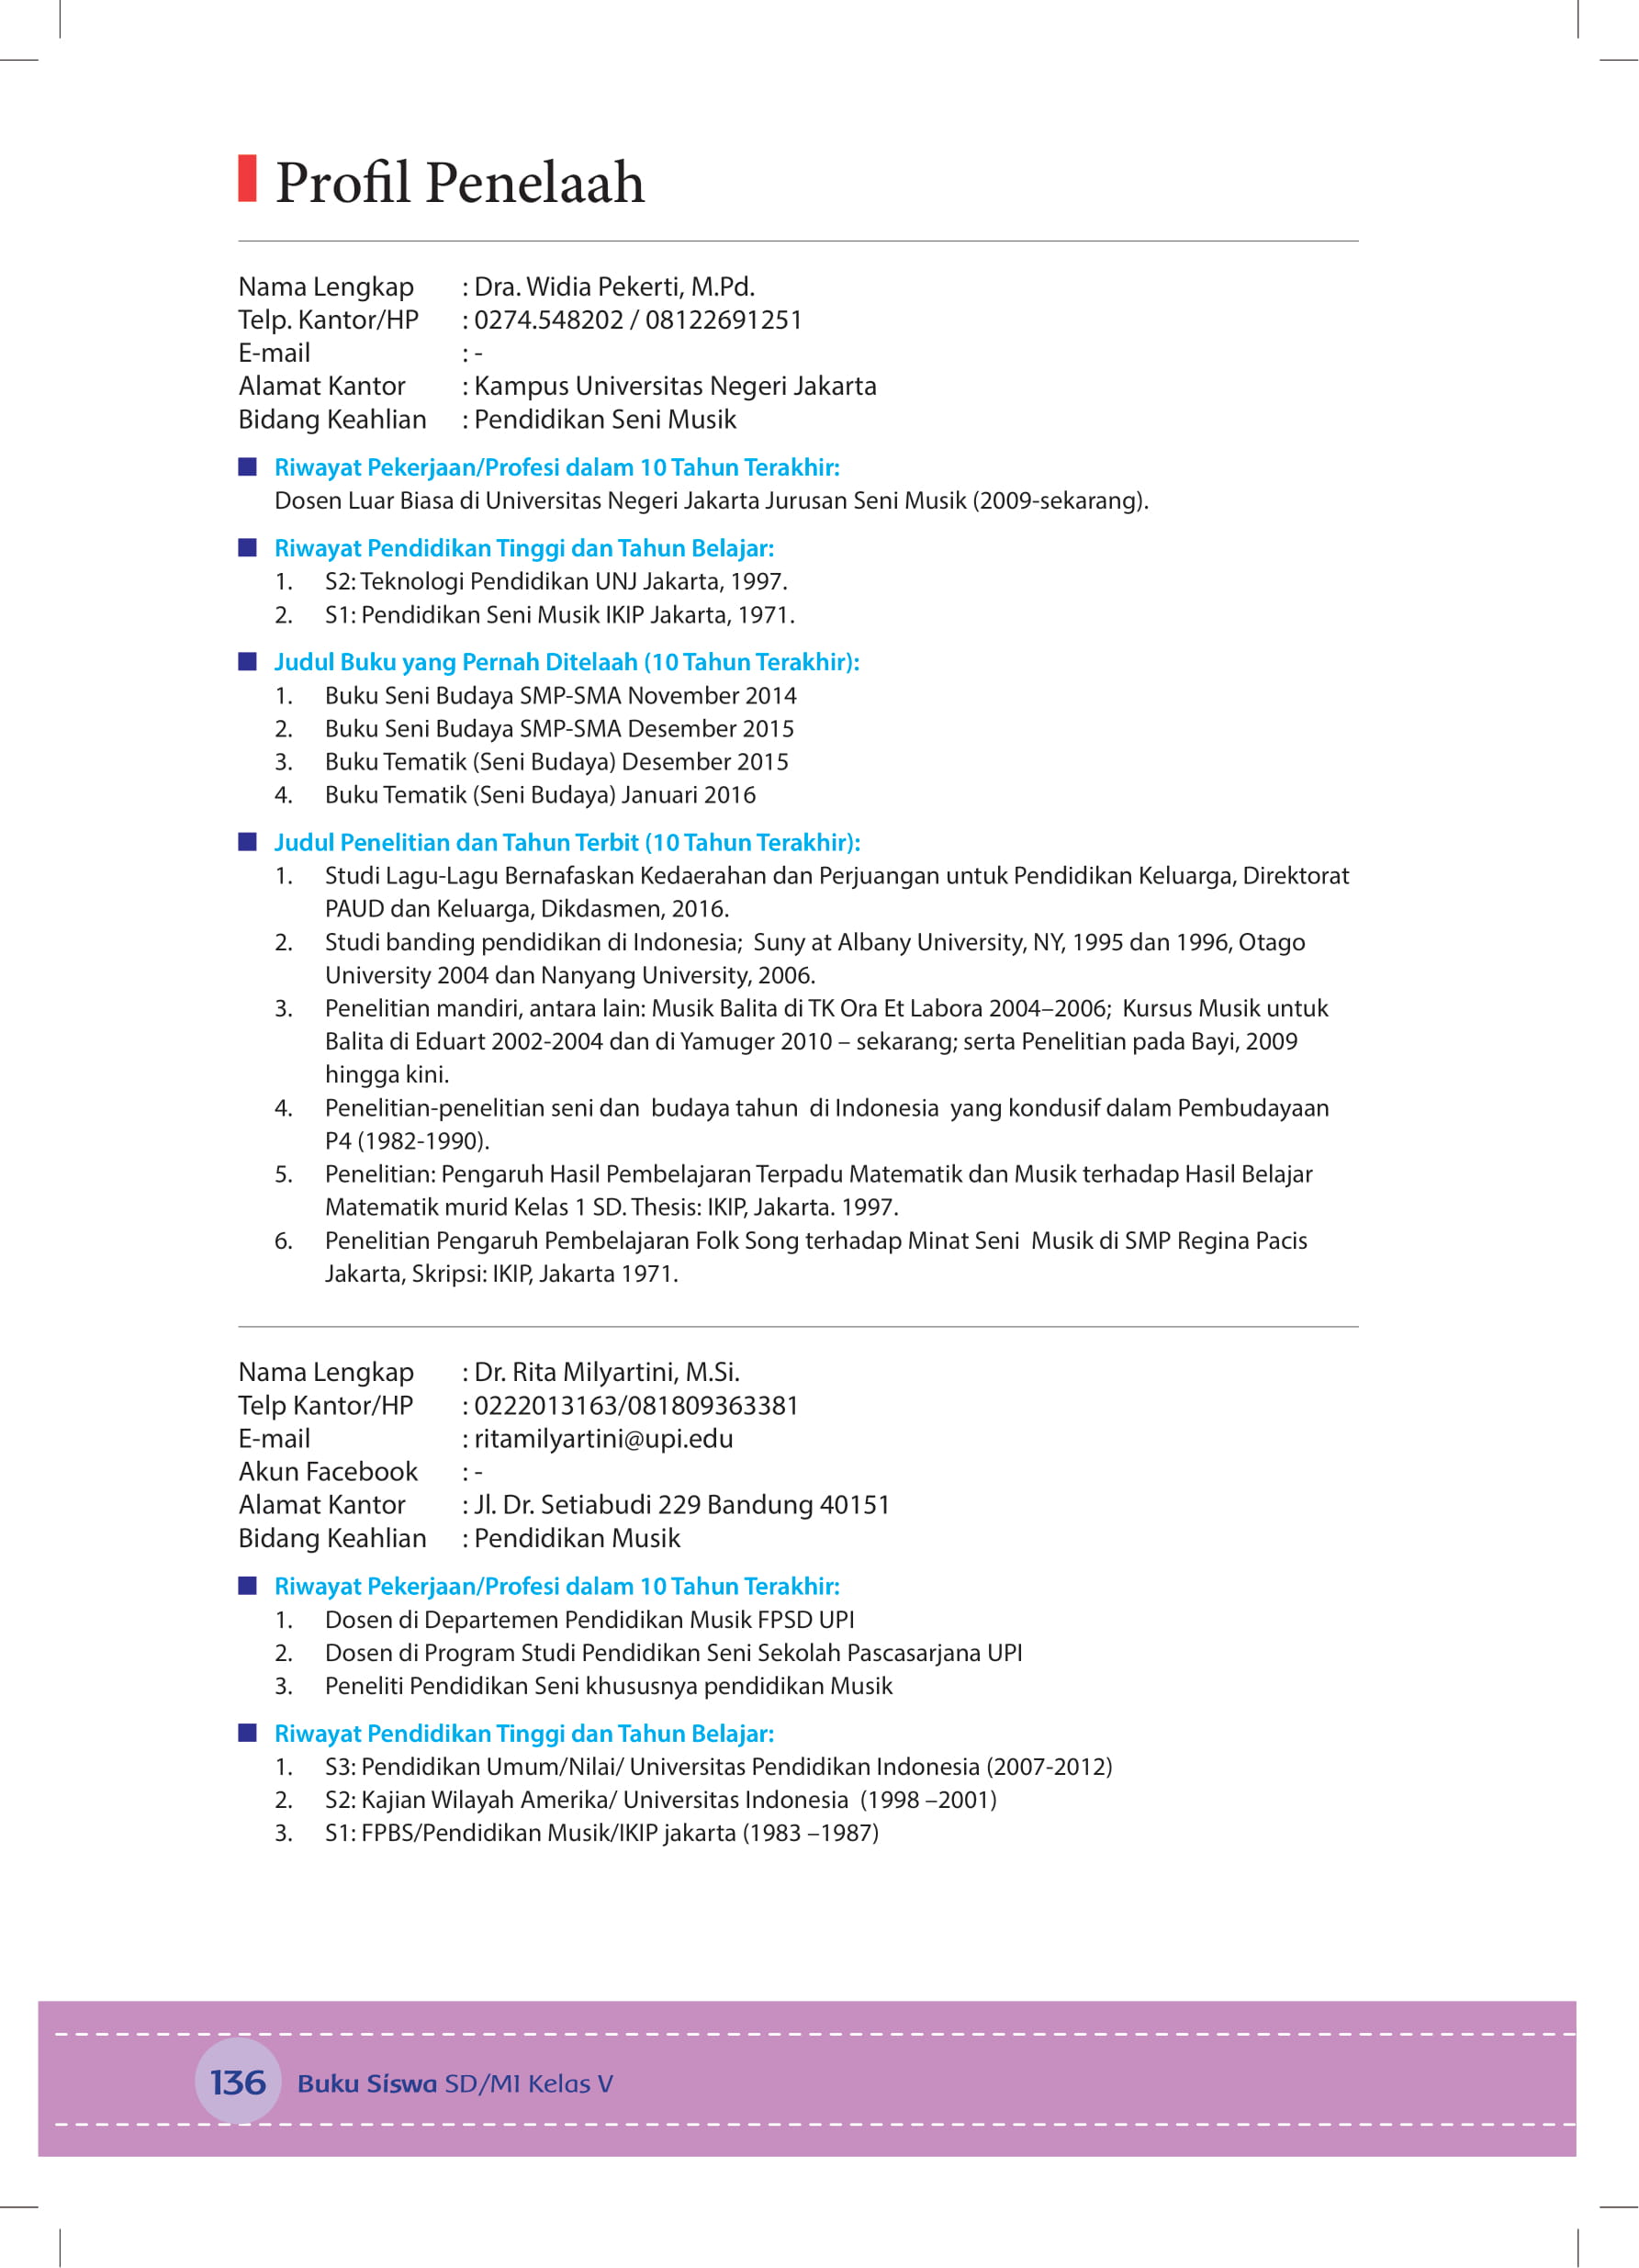 Profil Penelaah
Nama Lengkap : Dra. Widia Pekerti, M.Pd.
Telp. Kantor/HP : 0274.548202 / 08122691251
E-mail : -
Alamat Kantor : Kampus Universitas Negeri Jakarta
Bidang Keahlian : Pendidikan Seni Musik
Riwayat Pekerjaan/Profesi dalam 10 Tahun Terakhir:
Dosen Luar Biasa di Universitas Negeri Jakarta Jurusan Seni Musik (2009-sekarang).
Riwayat Pendidikan Tinggi dan Tahun Belajar:
1. S2: Teknologi Pendidikan UNJ Jakarta, 1997.
2. S1: Pendidikan Seni Musik IKIP Jakarta, 1971.
Judul Buku yang Pernah Ditelaah (10 Tahun Terakhir):
1. Buku Seni Budaya SMP-SMA November 2014
2. Buku Seni Budaya SMP-SMA Desember 2015
3. Buku Tematik (Seni Budaya) Desember 2015
4. Buku Tematik (Seni Budaya) Januari 2016
Judul Penelitian dan Tahun Terbit (10 Tahun Terakhir):
1. Studi Lagu-Lagu Bernafaskan Kedaerahan dan Perjuangan untuk Pendidikan Keluarga, Direktorat
PAUD dan Keluarga, Dikdasmen, 2016.
2. Studi banding pendidikan di Indonesia; Suny at Albany University, NY, 1995 dan 1996, Otago
University 2004 dan Nanyang University, 2006.
3. Penelitian mandiri, antara lain: Musik Balita di TK Ora Et Labora 2004–2006; Kursus Musik untuk
Balita di Eduart 2002-2004 dan di Yamuger 2010 – sekarang; serta Penelitian pada Bayi, 2009
hingga kini.
4. Penelitian-penelitian seni dan budaya tahun di Indonesia yang kondusif dalam Pembudayaan
P4 (1982-1990).
5. Penelitian: Pengaruh Hasil Pembelajaran Terpadu Matematik dan Musik terhadap Hasil Belajar
Matematik murid Kelas 1 SD. Thesis: IKIP, Jakarta. 1997.
6. Penelitian Pengaruh Pembelajaran Folk Song terhadap Minat Seni Musik di SMP Regina Pacis
Jakarta, Skripsi: IKIP, Jakarta 1971.
Nama Lengkap : Dr. Rita Milyartini, M.Si.
Telp Kantor/HP : 0222013163/081809363381
E-mail : ritamilyartini@upi.edu
Akun Facebook : -
Alamat Kantor : Jl. Dr. Setiabudi 229 Bandung 40151
Bidang Keahlian : Pendidikan Musik
Riwayat Pekerjaan/Profesi dalam 10 Tahun Terakhir:
1. Dosen di Departemen Pendidikan Musik FPSD UPI
2. Dosen di Program Studi Pendidikan Seni Sekolah Pascasarjana UPI
3. Peneliti Pendidikan Seni khususnya pendidikan Musik
Riwayat Pendidikan Tinggi dan Tahun Belajar:
1. S3: Pendidikan Umum/Nilai/ Universitas Pendidikan Indonesia (2007-2012)
2. S2: Kajian Wilayah Amerika/ Universitas Indonesia (1998 –2001)
3. S1: FPBS/Pendidikan Musik/IKIP jakarta (1983 –1987)
136 Buku Siswa SD/MI Kelas V